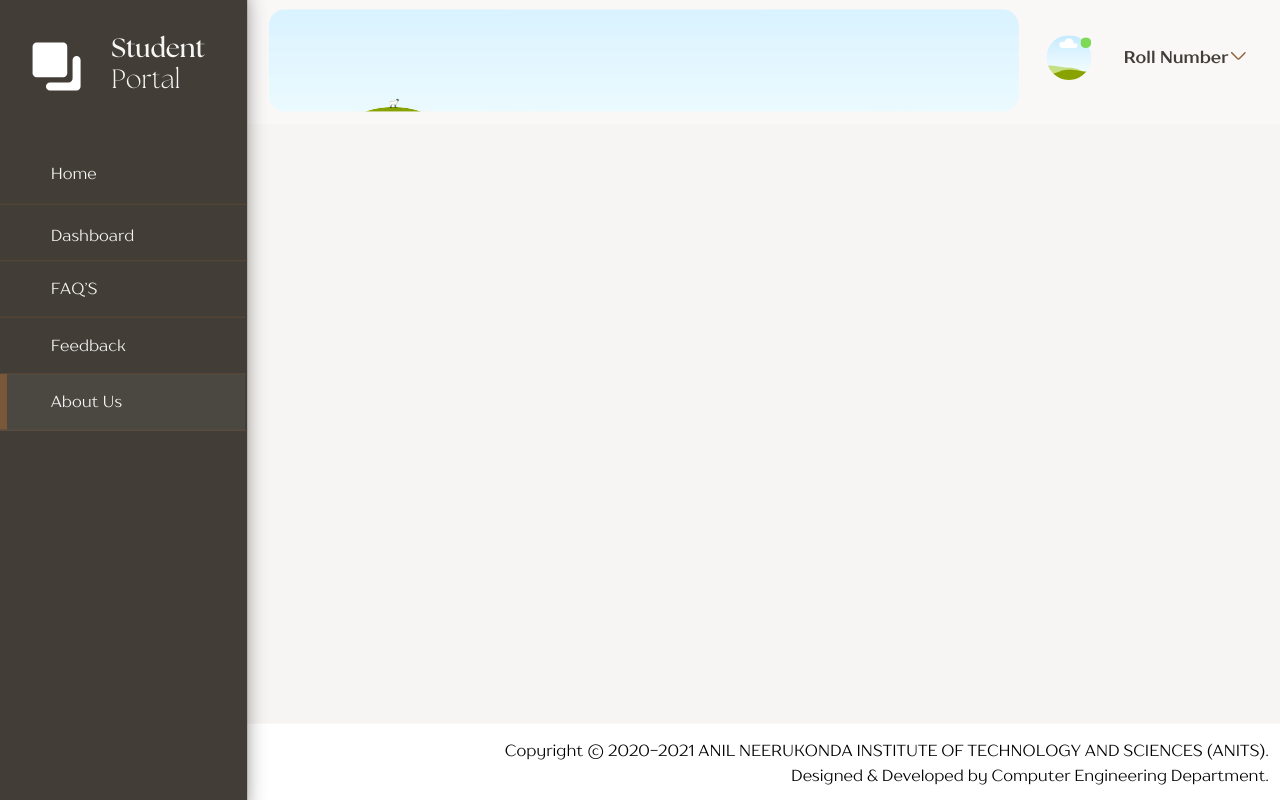 Student
Portal
Roll Number
Home
Dashboard
FAQ'S
Feedback
About Us
Copyright © 2020-2021 ANIL NEERUKONDA INSTITUTE OF TECHNOLOGY AND SCIENCES (ANITS).
Designed & Developed by Computer Engineering Department.